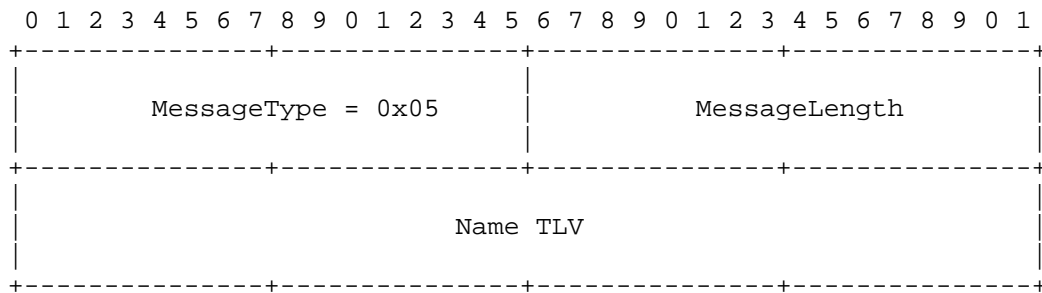 0 1 2 3 4 5 6 7 8 9 0 1 2 3 4 5 6 7 8 9 0 1 2 3 4 5 6 7 8 9 0 1
MessageType = 0x05 MessageLength
Name TLV